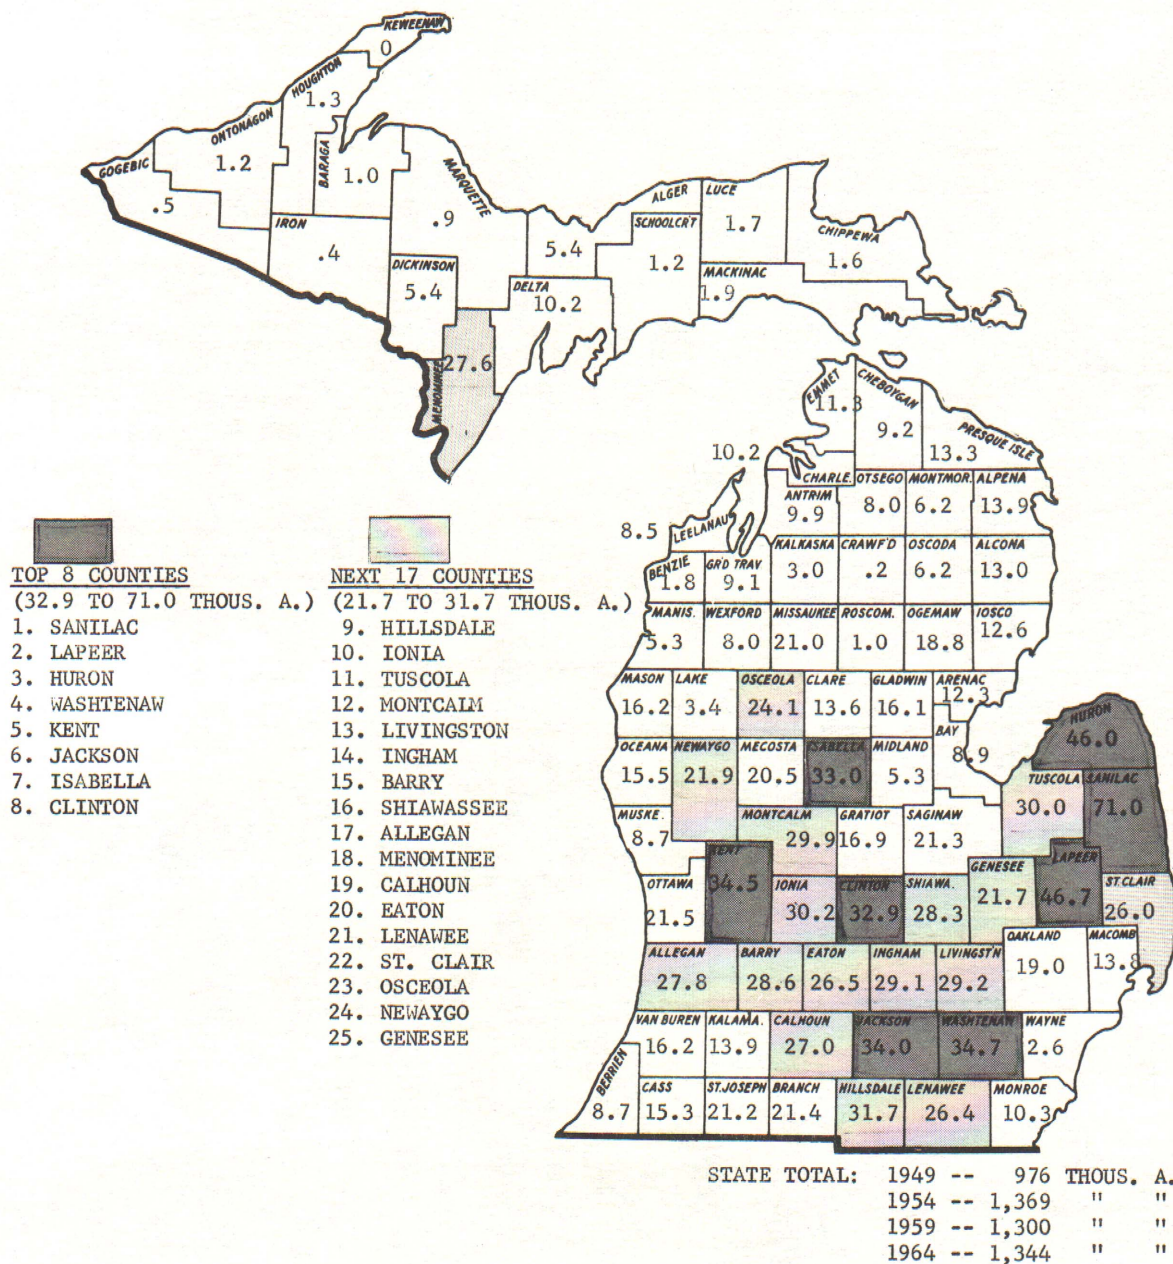 KEWEENAW
0
HOUGHTON
1.3
ONTONAGON
1.2
GOGEBIC
.5
BARAGA
1.0
MARQUETTE
.9
IRON
.4
DICKINSON
5.4
MENOMINEE
27.6
ALGER
5.4
DELTA
10.2
SCHOOLCR'T
1.2
LUCE
1.7
MACKINAC
1.9
CHIPPEWA
1.6
EMMET
11.3
CHEBOYGAN
9.2
PRESQUE ISLE
13.3
10.2
CHARLE.
ANTRIM OTSEGO MONTMOR. ALPENA
9.9 8.0 6.2 13.9
8.5 LEELANAU
KALKASKA CRAWF'D OSCODA ALCONA
3.0 .2 6.2 13.0
BENZIE GR'D TRAV
1.8 9.1
MANIS. WEXFORD MISSAUKEE ROSCOM. OGEMAW IOSCO
5.3 8.0 21.0 1.0 18.8 12.6
MASON LAKE OSCEOLA CLARE GLADWIN ARENAC
16.2 3.4 24.1 13.6 16.1 12.3
HURON
46.0
BAY
8.9
OCEANA NEWAYGO MECOSTA ISABELLA MIDLAND
15.5 21.9 20.5 33.0 5.3
TUSCOLA SANILAC
30.0 71.0
MUSKE. MONTCALM GRATIOT SAGINAW
8.7 29.9 16.9 21.3
KENT GENESEE LAPEER
34.5 21.7 46.7
OTTAWA IONIA CLINTON SHIAWA. ST.CLAIR
21.5 30.2 32.9 28.3 26.0
ALLEGAN BARRY EATON INGHAM LIVINGST'N OAKLAND MACOMB
27.8 28.6 26.5 29.1 29.2 19.0 13.8
VAN BUREN KALAMA. CALHOUN JACKSON WASHTENAW WAYNE
16.2 13.9 27.0 34.0 34.7 2.6
BERRIEN CASS ST.JOSEPH BRANCH HILLSDALE LENAWEE MONROE
8.7 15.3 21.2 21.4 31.7 26.4 10.3
TOP 8 COUNTIES
(32.9 TO 71.0 THOUS. A.)
1. SANILAC
2. LAPEER
3. HURON
4. WASHTENAW
5. KENT
6. JACKSON
7. ISABELLA
8. CLINTON
NEXT 17 COUNTIES
(21.7 TO 31.7 THOUS. A.)
9. HILLSDALE
10. IONIA
11. TUSCOLA
12. MONTCALM
13. LIVINGSTON
14. INGHAM
15. BARRY
16. SHIAWASSEE
17. ALLEGAN
18. MENOMINEE
19. CALHOUN
20. EATON
21. LENAWEE
22. ST. CLAIR
23. OSCEOLA
24. NEWAYGO
25. GENESEE
STATE TOTAL: 1949 -- 976 THOUS. A.
1954 -- 1,369 " "
1959 -- 1,300 " "
1964 -- 1,344 " "